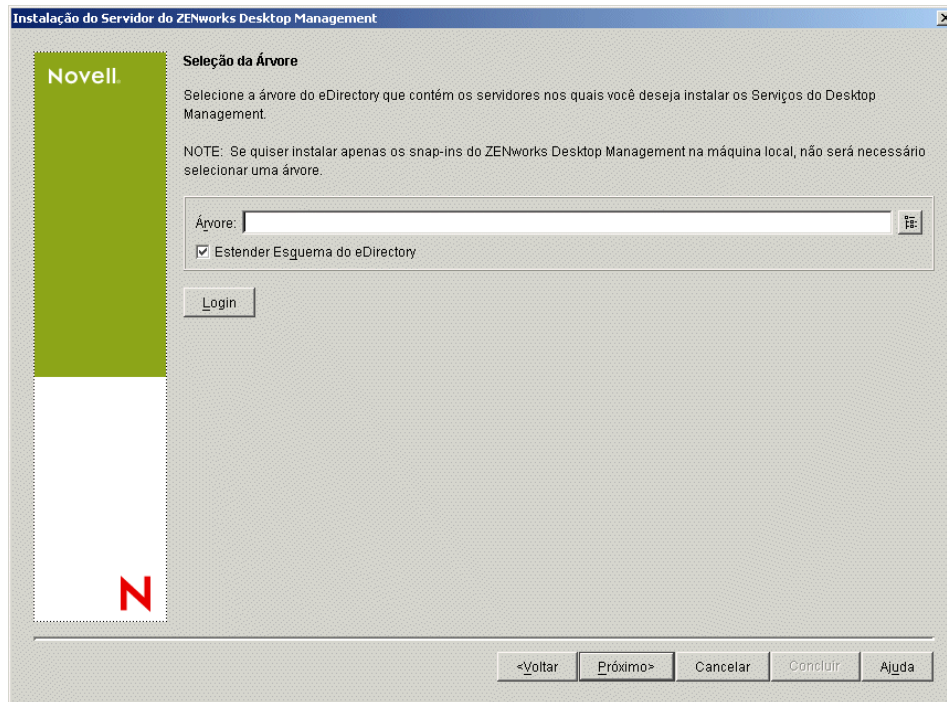 Instalação do Servidor do ZENworks Desktop Management
Novell.
Seleção da Árvore
Selecione a árvore do eDirectory que contém os servidores nos quais você deseja instalar os Serviços do Desktop
Management.
NOTE: Se quiser instalar apenas os snap-ins do ZENworks Desktop Management na máquina local, não será necessário
selecionar uma árvore.
Árvore:
Estender Esquema do eDirectory
Login
N
<Voltar Próximo> Cancelar Concluir Ajuda